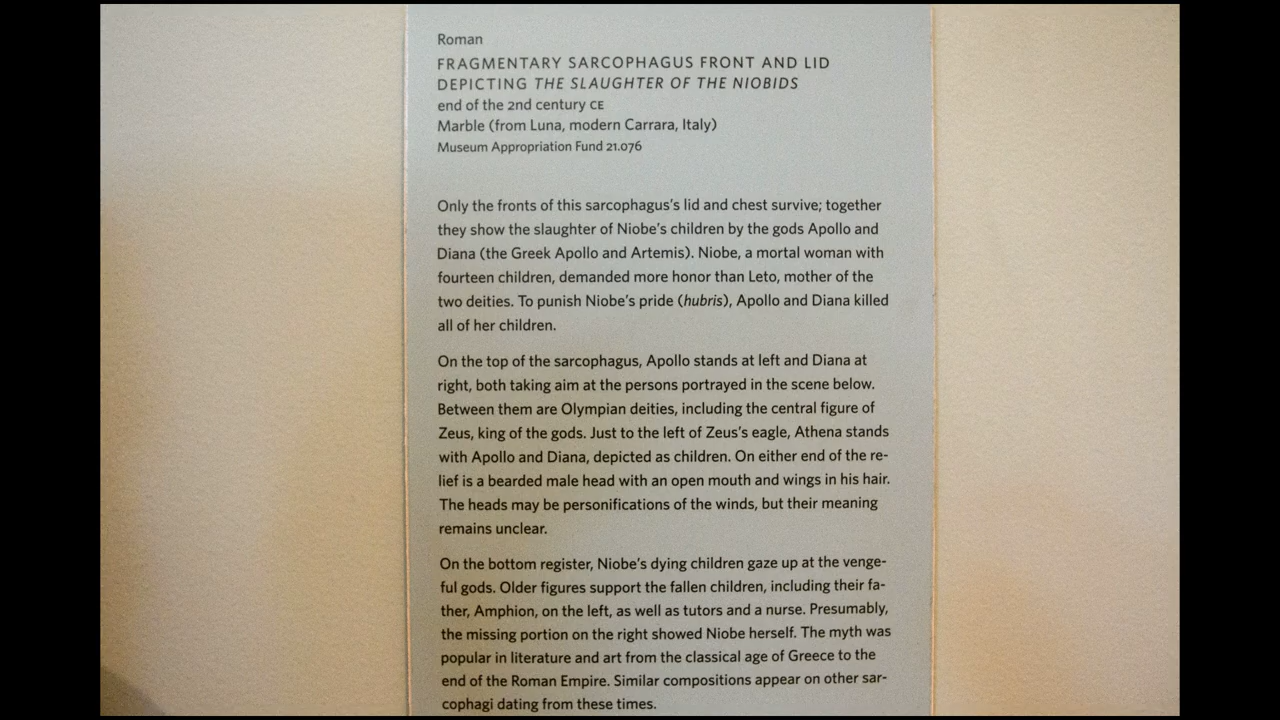 Roman
FRAGMENTARY SARCOPHAGUS FRONT AND LID
DEPICTING THE SLAUGHTER OF THE NIOBIDS
end of the 2nd century CE
Marble (from Luna, modern Carrara, Italy)
Museum Appropriation Fund 21.076
Only the fronts of this sarcophagus's lid and chest survive; together
they show the slaughter of Niobe's children by the gods Apollo and
Diana (the Greek Apollo and Artemis). Niobe, a mortal woman with
fourteen children, demanded more honor than Leto, mother of the
two deities. To punish Niobe's pride (hubris), Apollo and Diana killed
all of her children.
On the top of the sarcophagus, Apollo stands at left and Diana at
right, both taking aim at the persons portrayed in the scene below.
Between them are Olympian deities, including the central figure of
Zeus, king of the gods. Just to the left of Zeus's eagle, Athena stands
with Apollo and Diana, depicted as children. On either end of the re-
lief is a bearded male head with an open mouth and wings in his hair.
The heads may be personifications of the winds, but their meaning
remains unclear.
On the bottom register, Niobe's dying children gaze up at the venge-
ful gods. Older figures support the fallen children, including their fa-
ther, Amphion, on the left, as well as tutors and a nurse. Presumably,
the missing portion on the right showed Niobe herself. The myth was
popular in literature and art from the classical age of Greece to the
end of the Roman Empire. Similar compositions appear on other sar-
cophagi dating from these times.